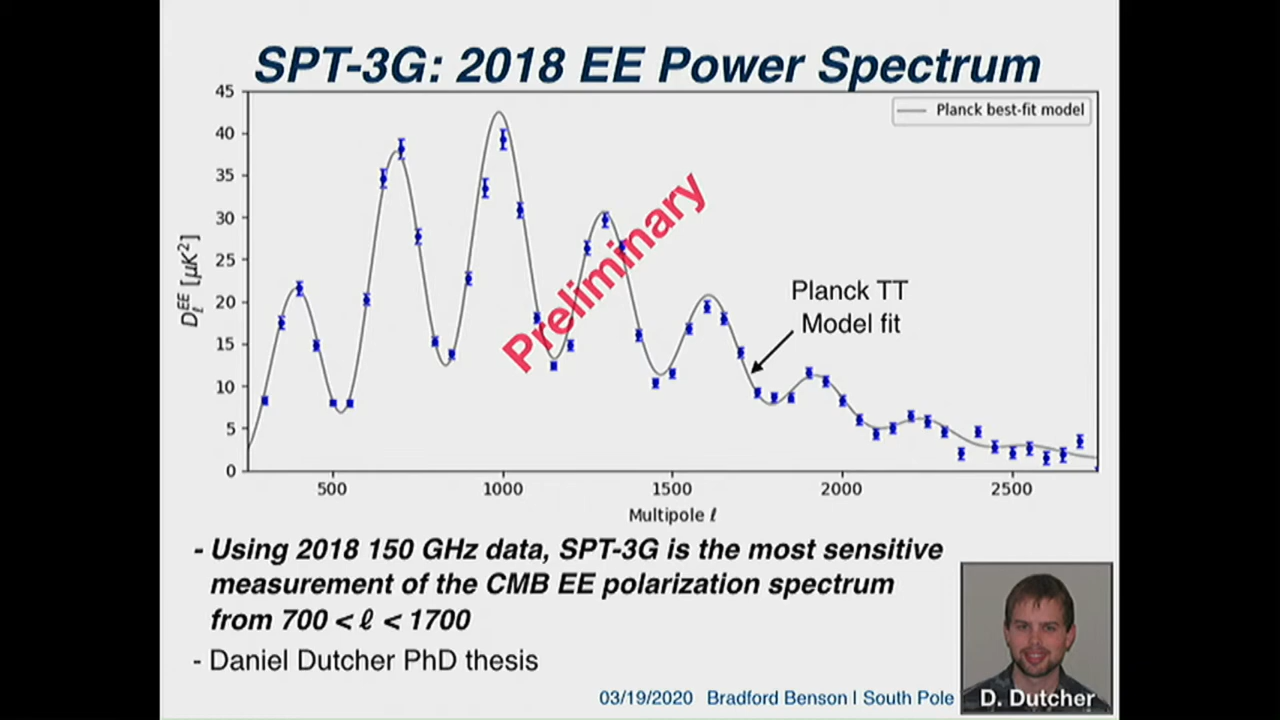 SPT-3G: 2018 EE Power Spectrum
45
40
35
30
25
20
15
10
5
0
D_ℓ^EE [μK²]
Planck best-fit model
Preliminary
Planck TT
Model fit
500
1000
1500
2000
2500
Multipole ℓ
- Using 2018 150 GHz data, SPT-3G is the most sensitive
measurement of the CMB EE polarization spectrum
from 700 < ℓ < 1700
- Daniel Dutcher PhD thesis
03/19/2020 Bradford Benson | South Pole
D. Dutcher